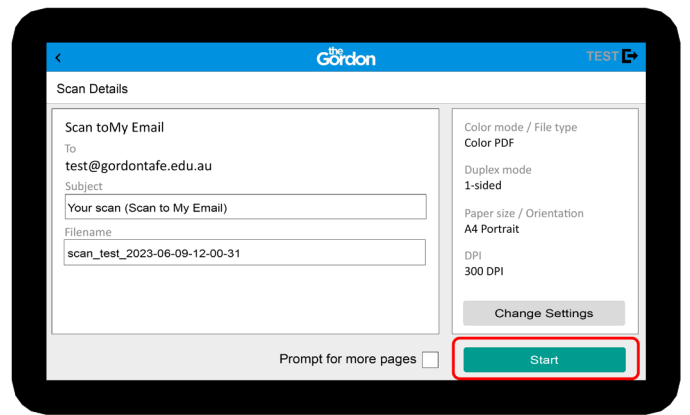 <
the Gordon
TEST
Scan Details
Scan toMy Email
To
test@gordontafe.edu.au
Subject
Your scan (Scan to My Email)
Filename
scan_test_2023-06-09-12-00-31
Color mode / File type
Color PDF
Duplex mode
1-sided
Paper size / Orientation
A4 Portrait
DPI
300 DPI
Change Settings
Prompt for more pages
Start